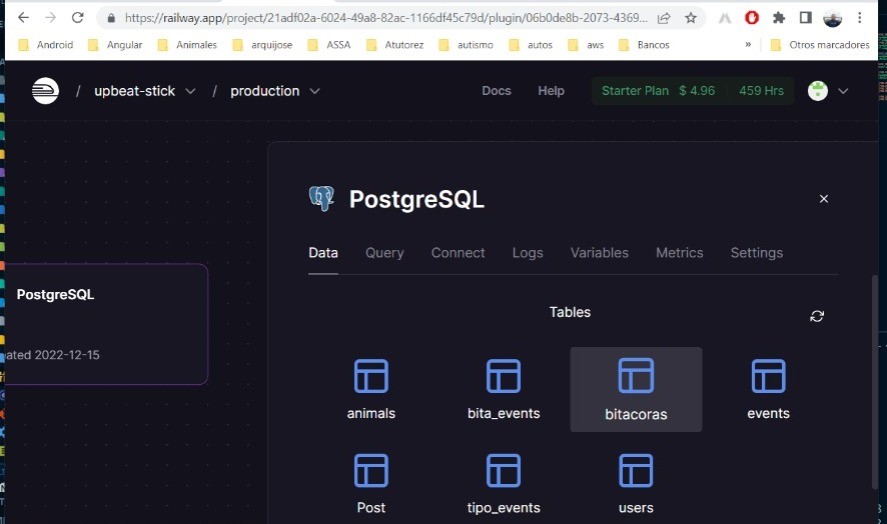 https://railway.app/project/21adf02a-6024-49a8-82ac-1166df45c79d/plugin/06b0de8b-2073-4369...
Android Angular Animales arquijose ASSA Atutorez autismo autos aws Bancos » Otros marcadores
/ upbeat-stick / production Docs Help Starter Plan $ 4.96 459 Hrs
PostgreSQL
Data Query Connect Logs Variables Metrics Settings
PostgreSQL
ated 2022-12-15
Tables
animals bita_events bitacoras events
Post tipo_events users